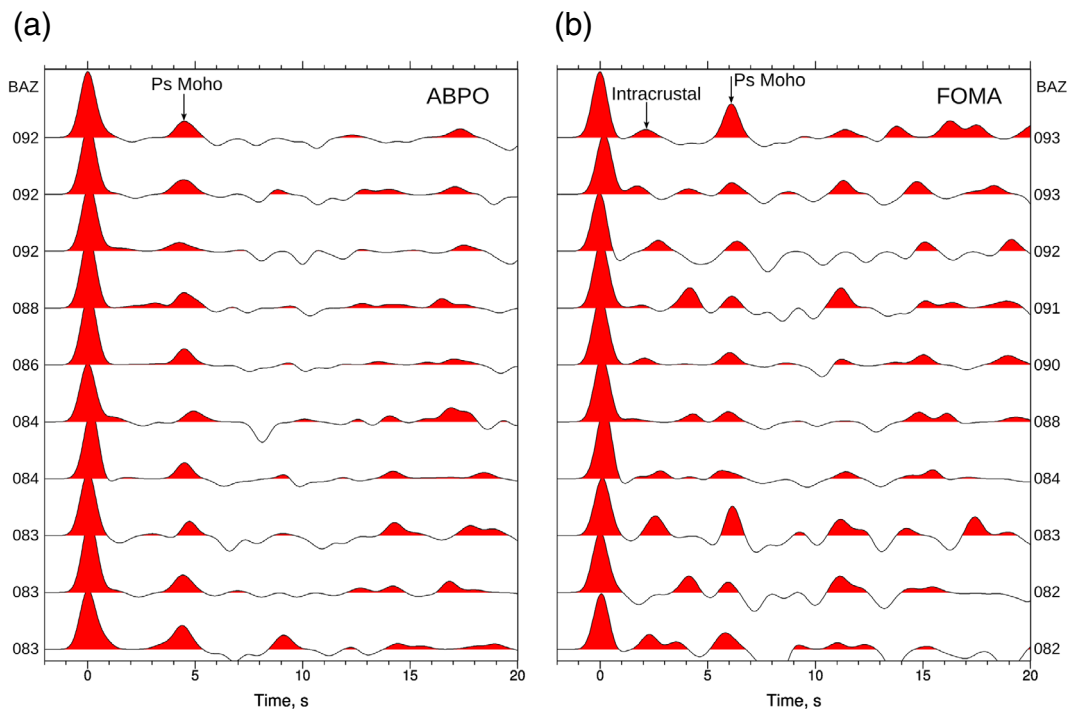 (a) (b)
BAZ Ps Moho ABPO Intracrustal Ps Moho FOMA BAZ
092 093
092 093
092 092
088 091
086 090
084 088
084 084
083 083
083 082
083 082
0 5 10 15 20 0 5 10 15 20
Time, s Time, s